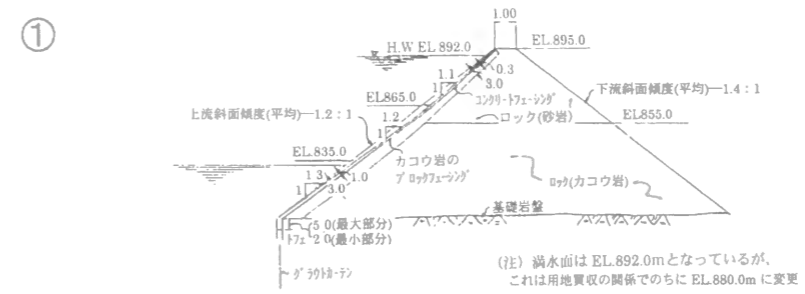 ①
1.00
H.W EL 892.0
EL.895.0
0.3
3.0
1.1
1
コンクリートフェーシング
下流斜面傾度(平均)—1.4:1
EL865.0
ロック(砂岩)
EL855.0
上流斜面傾度(平均)—1.2:1
1.2
1
EL.835.0
カコウ岩の
ブロックフェーシング
1.0
3.0
1 3
1
ロック(カコウ岩)
基礎岩盤
5 0(最大部分)
2 0(最小部分)
グラウトカーテン
(注) 満水面はEL.892.0mとなっているが,
これは用地買収の関係でのちに EL.880.0m に変更